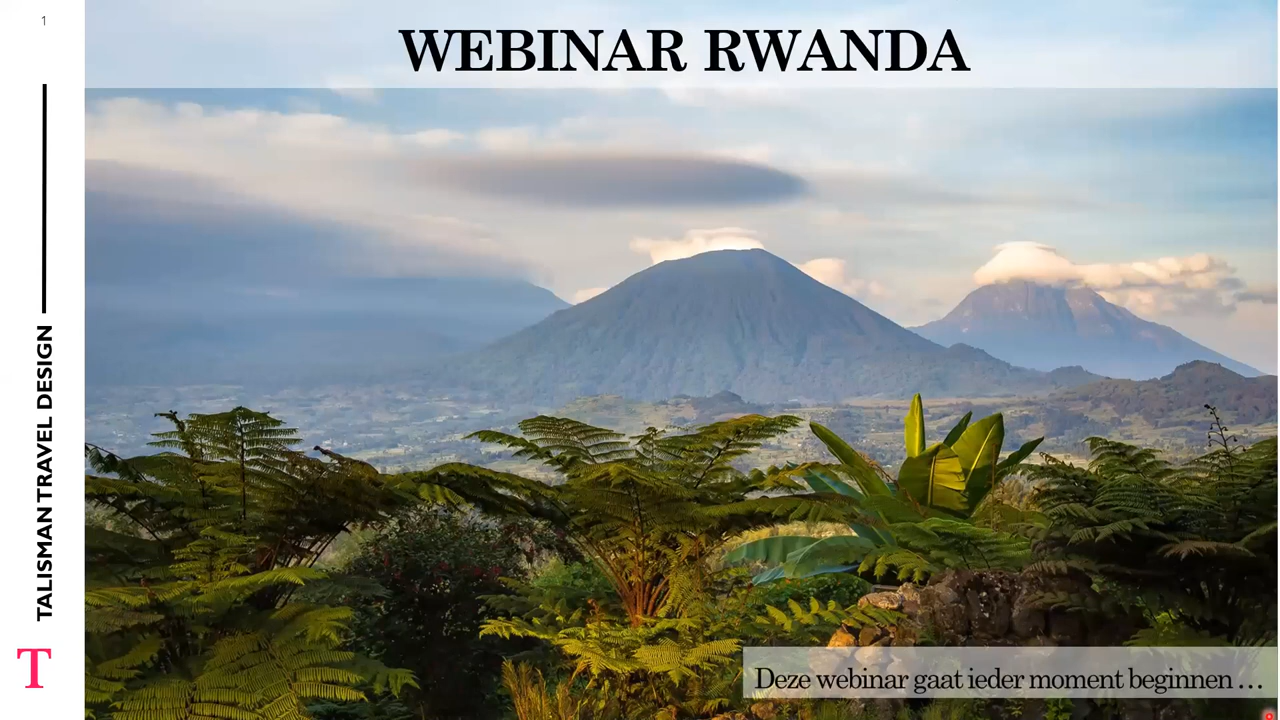 1
WEBINAR RWANDA
TALISMAN TRAVEL DESIGN
T
Deze webinar gaat ieder moment beginnen…